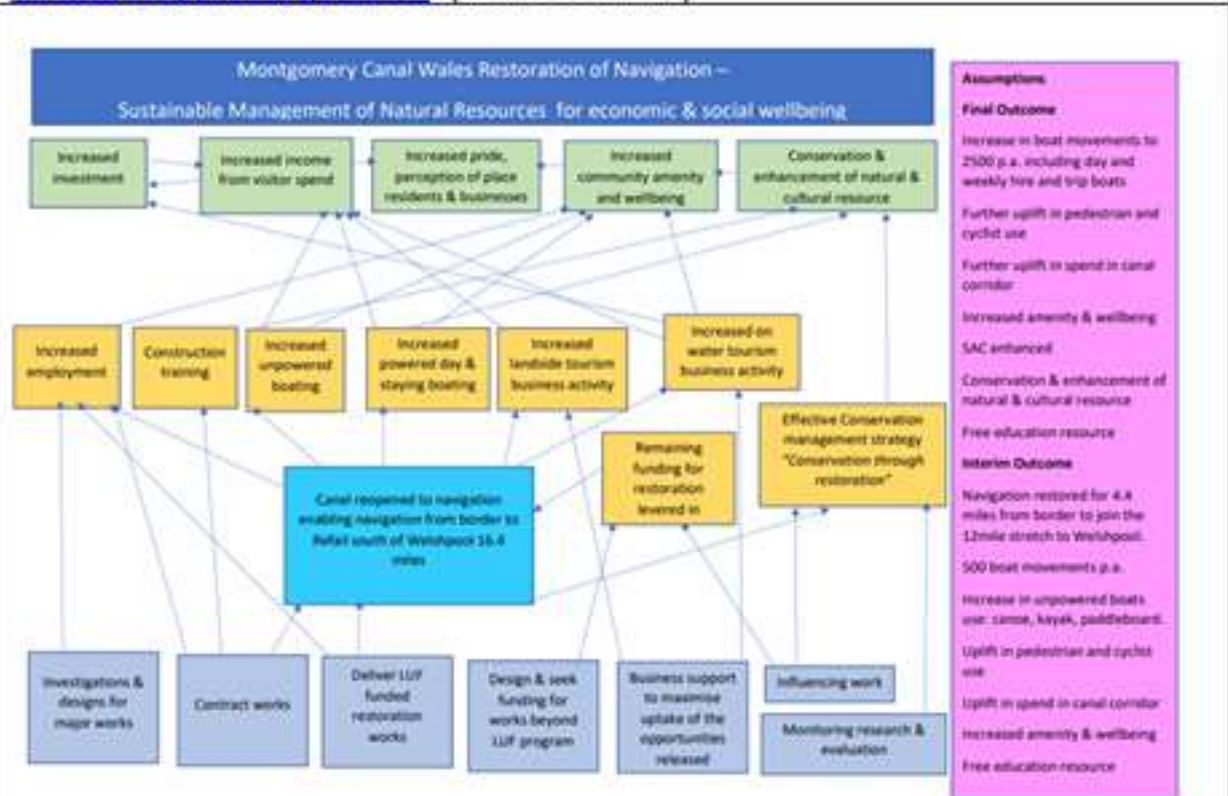 Montgomery Canal Wales Restoration of Navigation –
Sustainable Management of Natural Resources for economic & social wellbeing
Increased
investment
Increased income
from visitor spend
Increased pride,
perception of place
residents & businesses
Increased
community amenity
and wellbeing
Conservation &
enhancement of natural &
cultural resource
Increased
employment
Construction
training
Increased
unpowered
boating
Increased
powered day &
staying boating
Increased
landside tourism
business activity
Increased on
water tourism
business activity
Canal reopened to navigation
enabling navigation from border to
Refail south of Welshpool 16.4
miles
Remaining
funding for
restoration
levered in
Effective Conservation
management strategy
"Conservation through
restoration"
Investigations &
designs for
major works
Contract works
Deliver LUF
funded
restoration
works
Design & seek
funding for
works beyond
LUF program
Business support
to maximise
uptake of the
opportunities
released
Influencing work
Monitoring research &
evaluation
Assumptions
Final Outcome
Increase in boat movements to
2500 p.a. including day and
weekly hire and trip boats
Further uplift in pedestrian and
cyclist use
Further uplift in spend in canal
corridor
Increased amenity & wellbeing
SAC enhanced
Conservation & enhancement of
natural & cultural resource
Free education resource
Interim Outcome
Navigation restored for 4.4
miles from border to join the
12mile stretch to Welshpool.
500 boat movements p.a.
Increase in unpowered boats
use: canoe, kayak, paddleboard.
Uplift in pedestrian and cyclist
use
Uplift in spend in canal corridor
Increased amenity & wellbeing
Free education resource